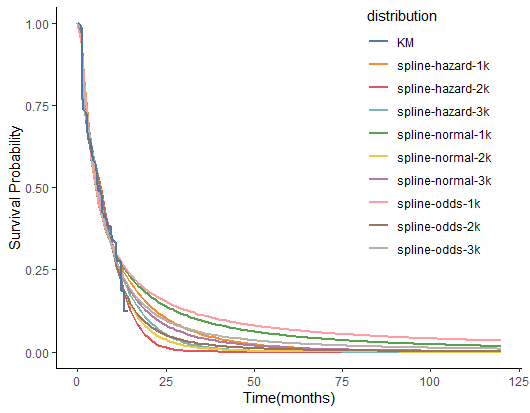 distribution
KM
spline-hazard-1k
spline-hazard-2k
spline-hazard-3k
spline-normal-1k
spline-normal-2k
spline-normal-3k
spline-odds-1k
spline-odds-2k
spline-odds-3k
Survival Probability
1.00
0.75
0.50
0.25
0.00
0 25 50 75 100 125
Time(months)